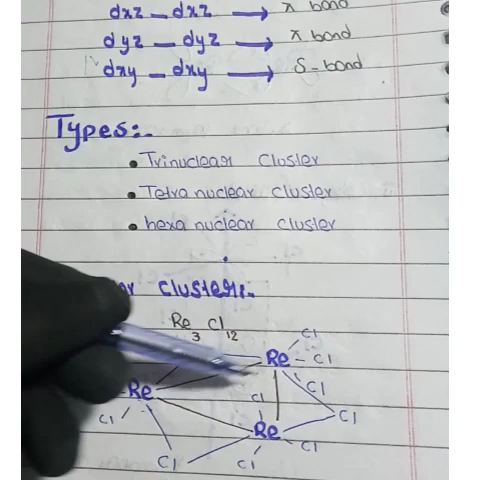 dxz - dxz → π bond
dyz - dyz → π bond
dxy - dxy → δ-bond
Types:-
• Trinuclear Cluster
• Tetra nuclear cluster
• hexa nuclear cluster
cluster:-
Re3 Cl12
Cl
Re - Cl
Re Cl
Cl Cl Cl
Re Cl
Cl Cl